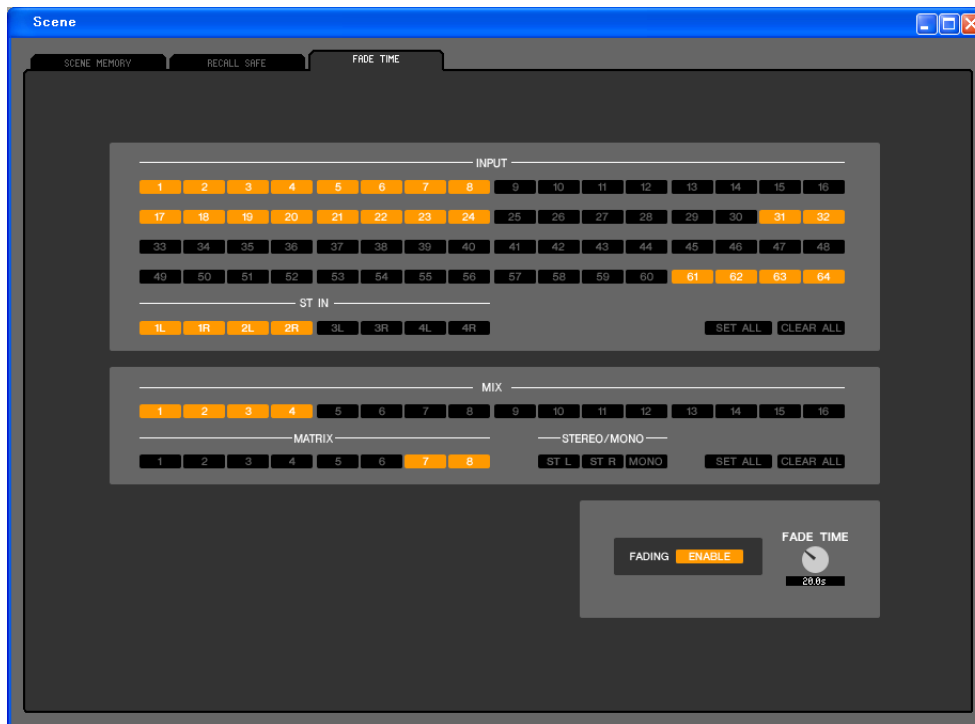 Scene
SCENE MEMORY RECALL SAFE FADE TIME
INPUT
1 2 3 4 5 6 7 8 9 10 11 12 13 14 15 16
17 18 19 20 21 22 23 24 25 26 27 28 29 30 31 32
33 34 35 36 37 38 39 40 41 42 43 44 45 46 47 48
49 50 51 52 53 54 55 56 57 58 59 60 61 62 63 64
ST IN
1L 1R 2L 2R 3L 3R 4L 4R SET ALL CLEAR ALL
MIX
1 2 3 4 5 6 7 8 9 10 11 12 13 14 15 16
MATRIX STEREO/MONO
1 2 3 4 5 6 7 8 ST L ST R MONO SET ALL CLEAR ALL
FADE TIME
FADING ENABLE
20.0s